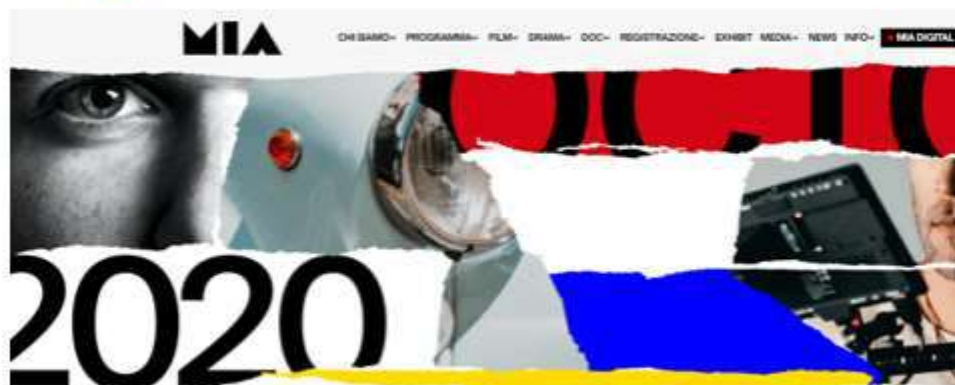 MIA
CHI SIAMO PROGRAMMA FILM DRAMA DOC REGISTRAZIONE EXHIBIT MEDIA NEWS INFO MIA DIGITAL
2020